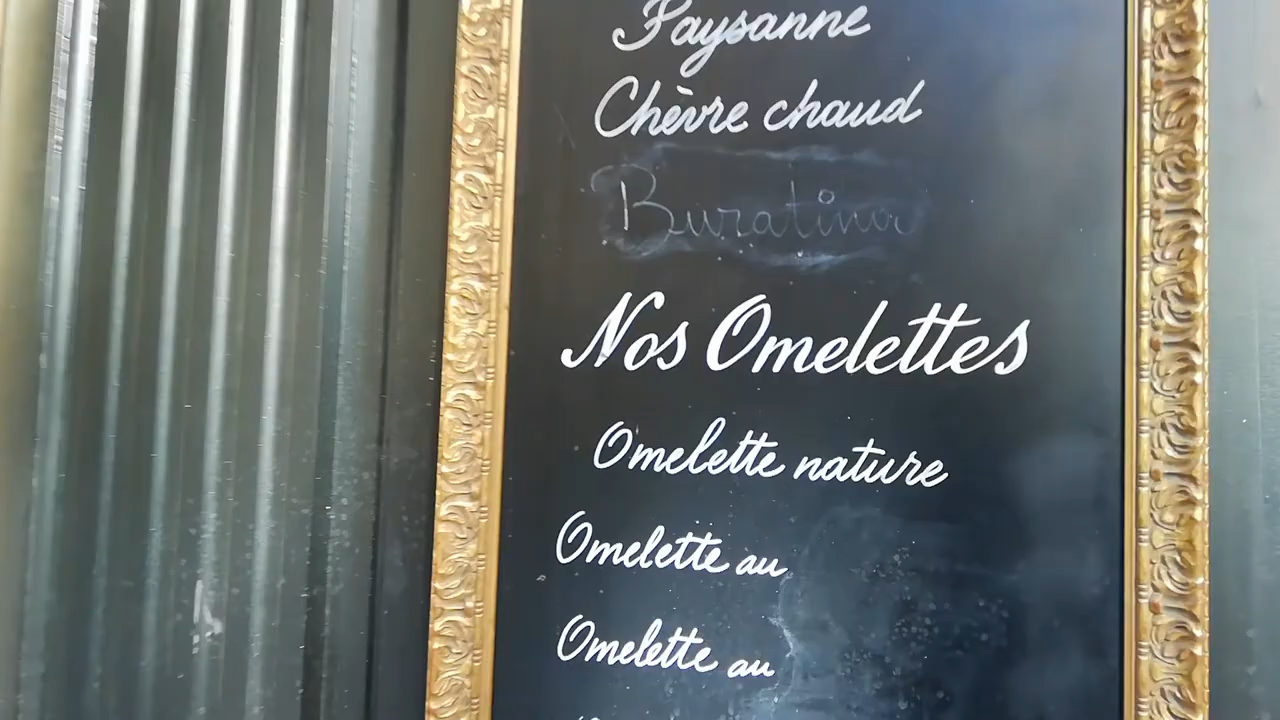 Paysanne
Chèvre chaud
Buratina
Nos Omelettes
Omelette nature
Omelette au
Omelette au